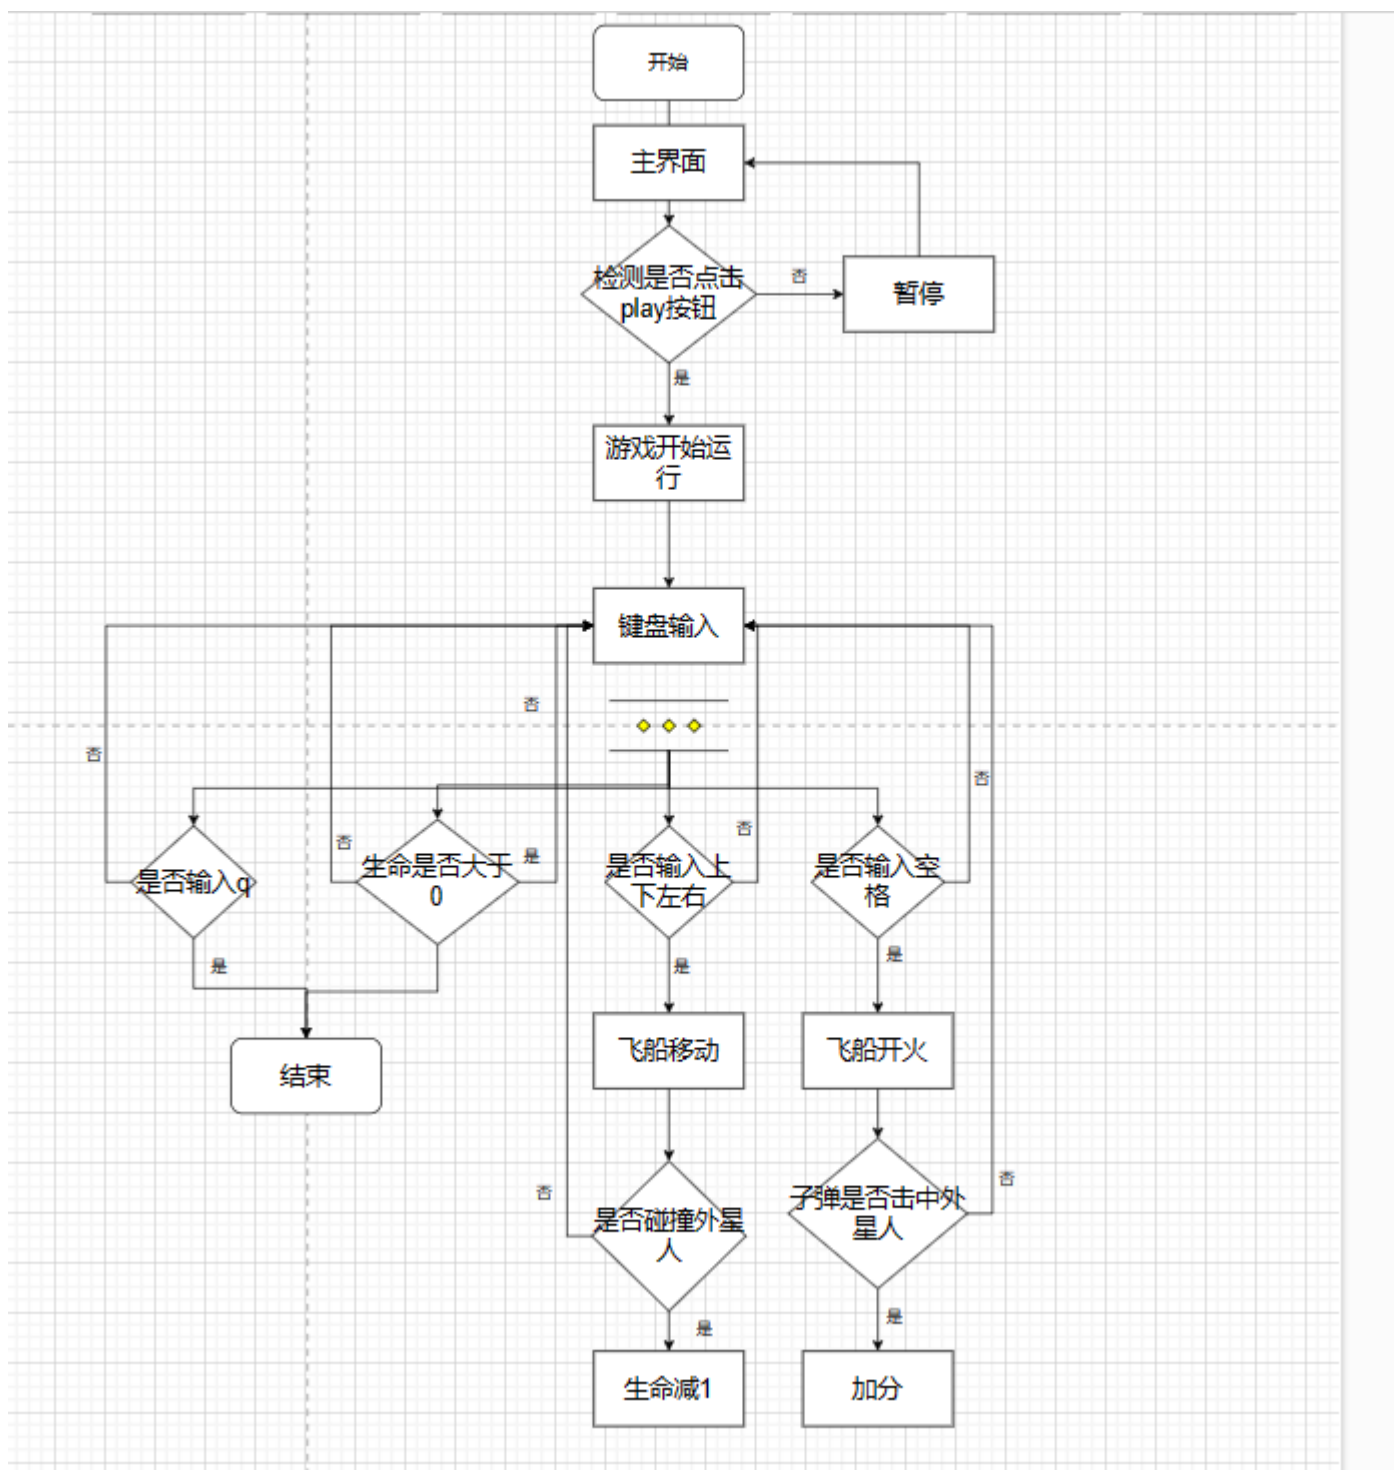 开始
主界面
检测是否点击
play按钮
否
暂停
是
游戏开始运
行
键盘输入
否
否
否
否
否
是
是否输入q
生命是否大于
0
是否输入上
下左右
是否输入空
格
是
是
是
飞船移动
飞船开火
结束
否
否
子弹是否击中外
星人
是否碰撞外星
人
是
是
生命减1
加分